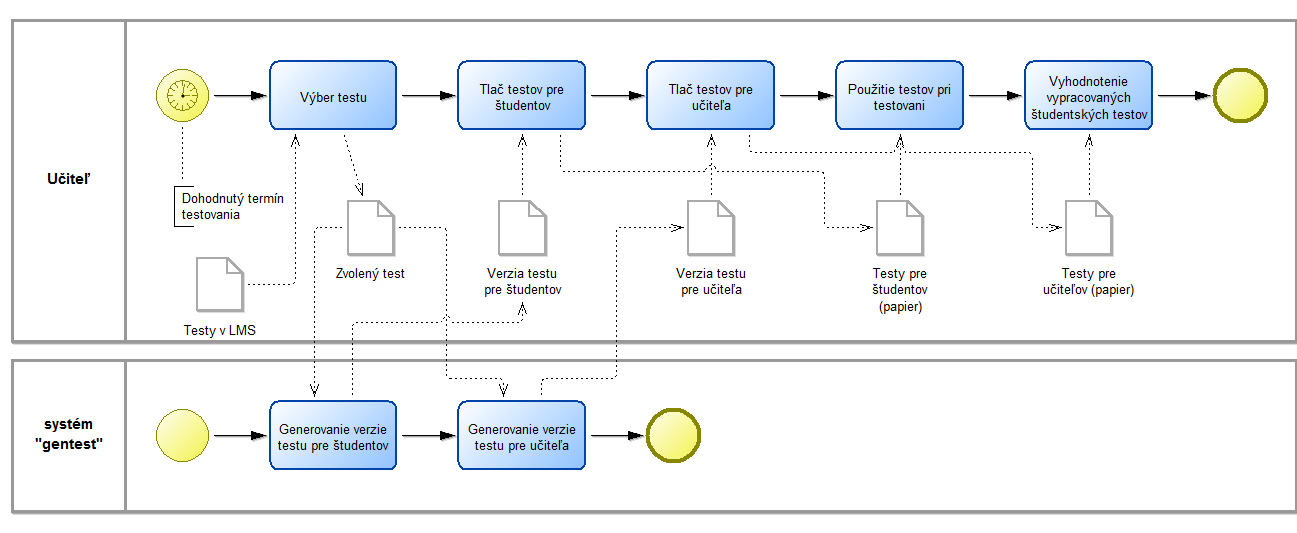 Učiteľ
Výber testu
Tlač testov pre
študentov
Tlač testov pre
učiteľa
Použitie testov pri
testovani
Vyhodnotenie
vypracovaných
študentských testov
Dohodnutý termín
testovania
Testy v LMS
Zvolený test
Verzia testu
pre študentov
Verzia testu
pre učiteľa
Testy pre
študentov
(papier)
Testy pre
učiteľov (papier)
systém
"gentest"
Generovanie verzie
testu pre študentov
Generovanie verzie
testu pre učiteľa